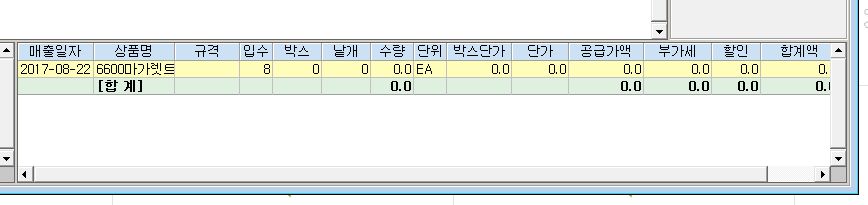 매출일자 상품명 규격 입수 박스 낱개 수량 단위 박스단가 단가 공급가액 부가세 할인 합계액
2017-08-22 6600마가렛트 8 0 0 0.0 EA 0.0 0.0 0.0 0.0 0.0 0.
[합 계] 0.0 0.0 0.0 0.0 0.